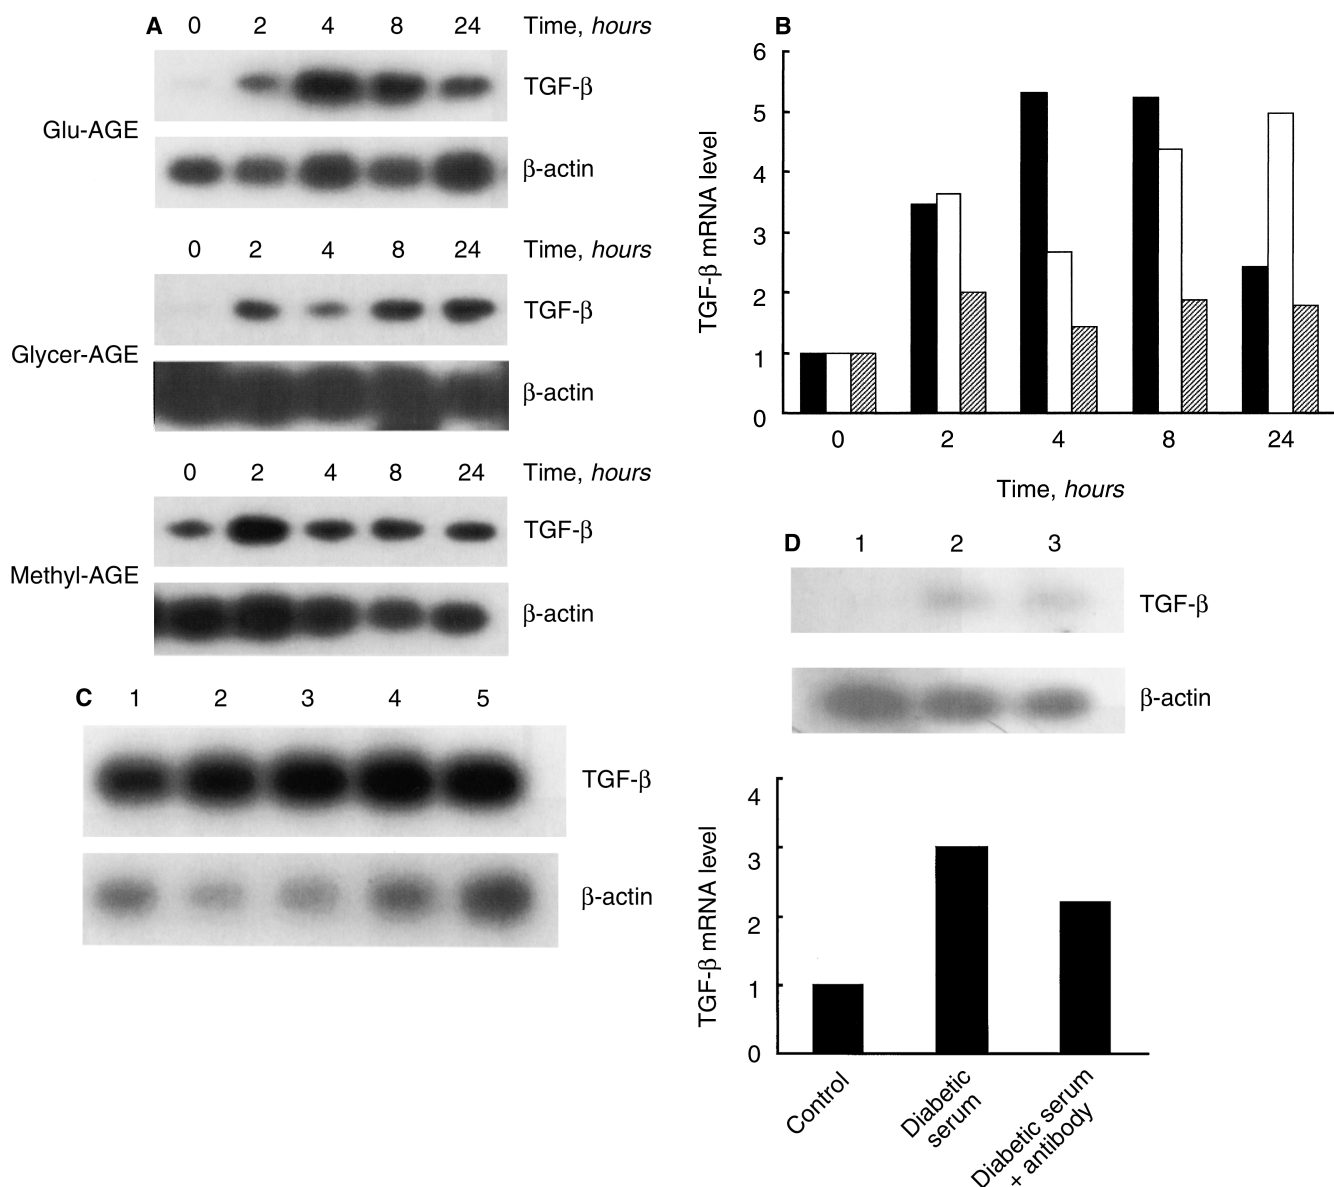 A 0 2 4 8 24 Time, hours
TGF-β
Glu-AGE
β-actin
0 2 4 8 24 Time, hours
TGF-β
Glycer-AGE
β-actin
0 2 4 8 24 Time, hours
TGF-β
Methyl-AGE
β-actin
B
TGF-β mRNA level
6
5
4
3
2
1
0
0 2 4 8 24
Time, hours
C 1 2 3 4 5
TGF-β
β-actin
D 1 2 3
TGF-β
β-actin
TGF-β mRNA level
4
3
2
1
0
Control
Diabetic
serum
Diabetic serum
+ antibody